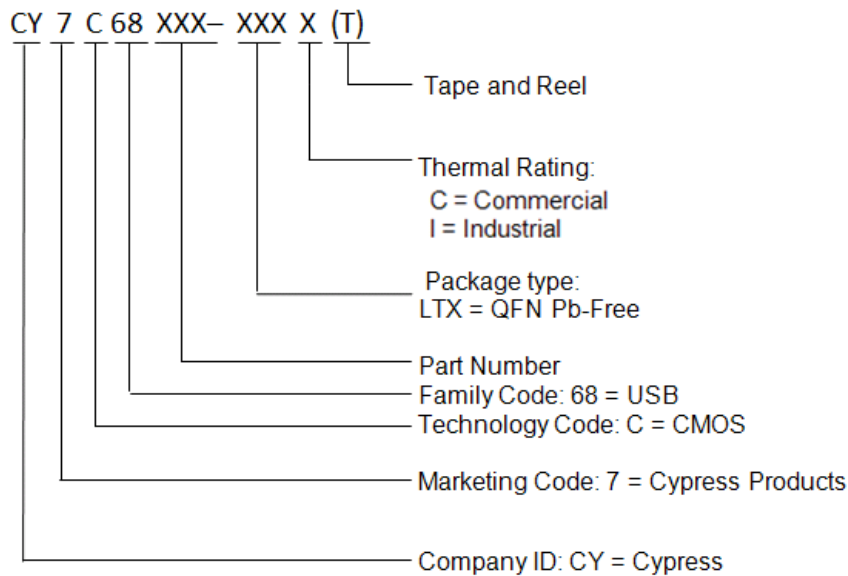 CY 7 C 68 XXX– XXX X (T)
Tape and Reel
Thermal Rating:
C = Commercial
I = Industrial
Package type:
LTX = QFN Pb-Free
Part Number
Family Code: 68 = USB
Technology Code: C = CMOS
Marketing Code: 7 = Cypress Products
Company ID: CY = Cypress